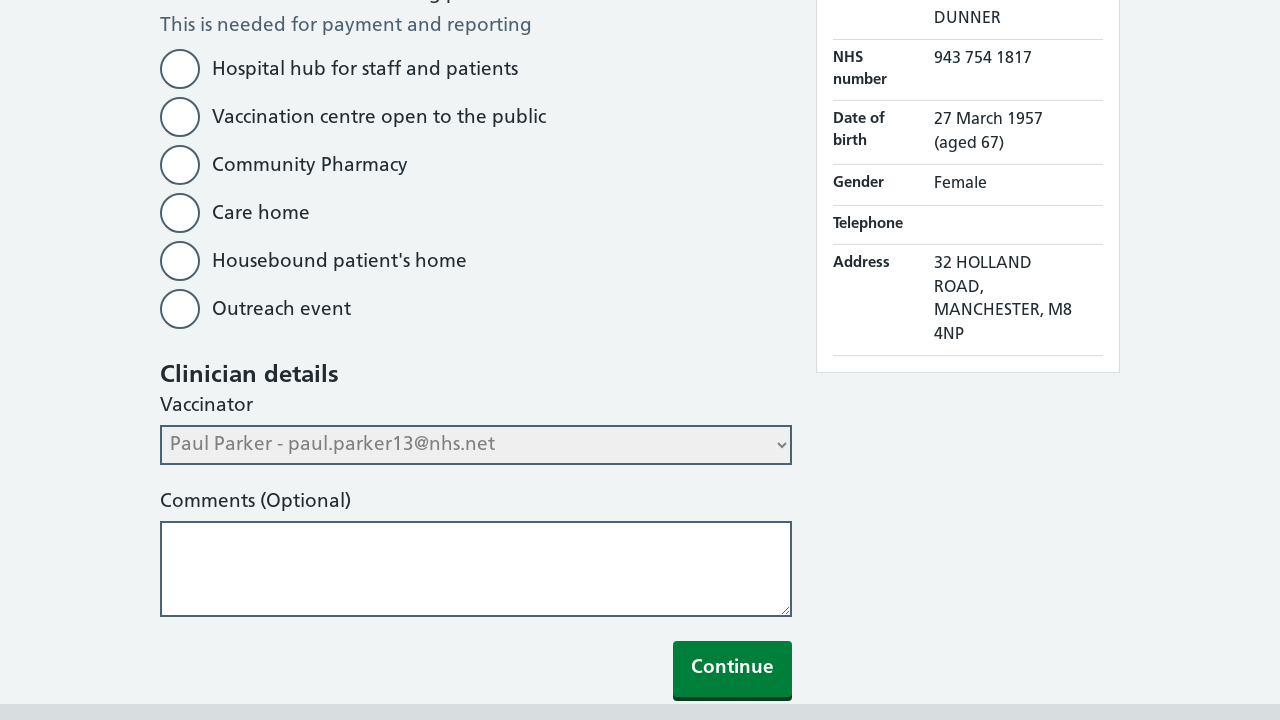 This is needed for payment and reporting
Hospital hub for staff and patients
Vaccination centre open to the public
Community Pharmacy
Care home
Housebound patient's home
Outreach event
Clinician details
Vaccinator
Paul Parker - paul.parker13@nhs.net
Comments (Optional)
Continue
DUNNER
NHS number
943 754 1817
Date of birth
27 March 1957
(aged 67)
Gender
Female
Telephone
Address
32 HOLLAND
ROAD,
MANCHESTER, M8
4NP